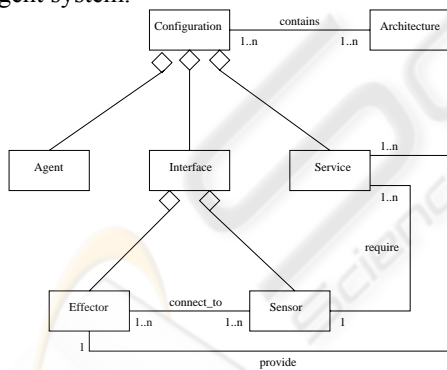 gent system.
Configuration
contains
Architecture
1..n
1..n
Agent
Interface
Service
1..n
1..n
require
Effector
connect_to
Sensor
1..n
1..n
1
1
provide